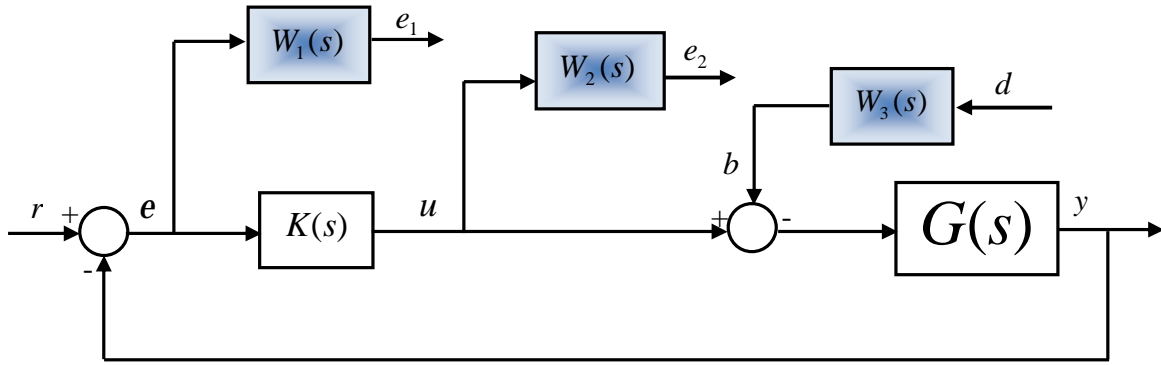 W₁(s)
e₁
W₂(s)
e₂
W₃(s)
d
b
r
+
e
K(s)
u
+
-
G(s)
y
-